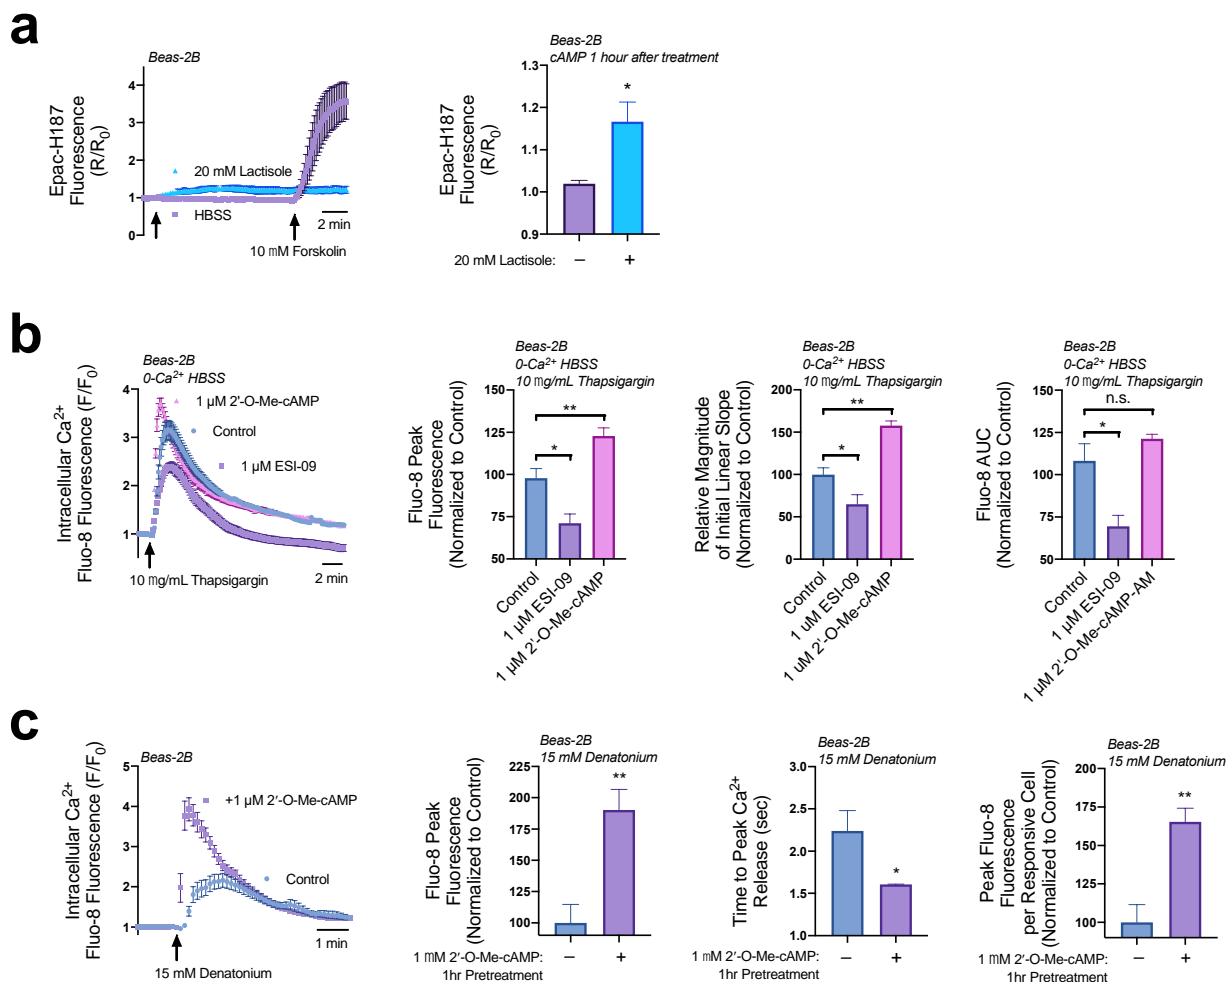 a
Beas-2B
Epac-H187
Fluorescence
(R/R0)
4
3
2
1
0
20 mM Lactisole
HBSS
2 min
10 mM Forskolin
Beas-2B
cAMP 1 hour after treatment
Epac-H187
Fluorescence
(R/R0)
1.3
1.2
1.1
1.0
0.9
*
20 mM Lactisole: − +
b
Beas-2B
0-Ca2+ HBSS
Intracellular Ca2+
Fluo-8 Fluorescence (F/F0)
4
3
2
1
1 µM 2'-O-Me-cAMP
Control
1 µM ESI-09
2 min
10 mg/mL Thapsigargin
Beas-2B
0-Ca2+ HBSS
10 mg/mL Thapsigargin
Fluo-8 Peak
Fluorescence
(Normalized to Control)
150
125
100
75
50
**
*
Control
1 µM ESI-09
1 µM 2'-O-Me-cAMP
Beas-2B
0-Ca2+ HBSS
10 mg/mL Thapsigargin
Relative Magnitude
of Initial Linear Slope
(Normalized to Control)
200
150
100
50
0
**
*
Control
1 uM ESI-09
1 uM 2'-O-Me-cAMP
Beas-2B
0-Ca2+ HBSS
10 mg/mL Thapsigargin
Fluo-8 AUC
(Normalized to Control)
150
125
100
75
50
n.s.
*
Control
1 µM ESI-09
1 µM 2'-O-Me-cAMP-AM
c
Beas-2B
Intracellular Ca2+
Fluo-8 Fluorescence (F/F0)
5
4
3
2
1
+1 µM 2'-O-Me-cAMP
Control
1 min
15 mM Denatonium
Beas-2B
15 mM Denatonium
Fluo-8 Peak
Fluorescence
(Normalized to Control)
225
200
175
150
125
100
**
1 mM 2'-O-Me-cAMP: − +
1hr Pretreatment
Beas-2B
15 mM Denatonium
Time to Peak Ca2+
Release (sec)
3.0
2.5
2.0
1.5
1.0
*
1 mM 2'-O-Me-cAMP: − +
1hr Pretreatment
Beas-2B
15 mM Denatonium
Peak Fluo-8
Fluorescence
per Responsive Cell
(Normalized to Control)
200
175
150
125
100
**
1 mM 2'-O-Me-cAMP: − +
1hr Pretreatment